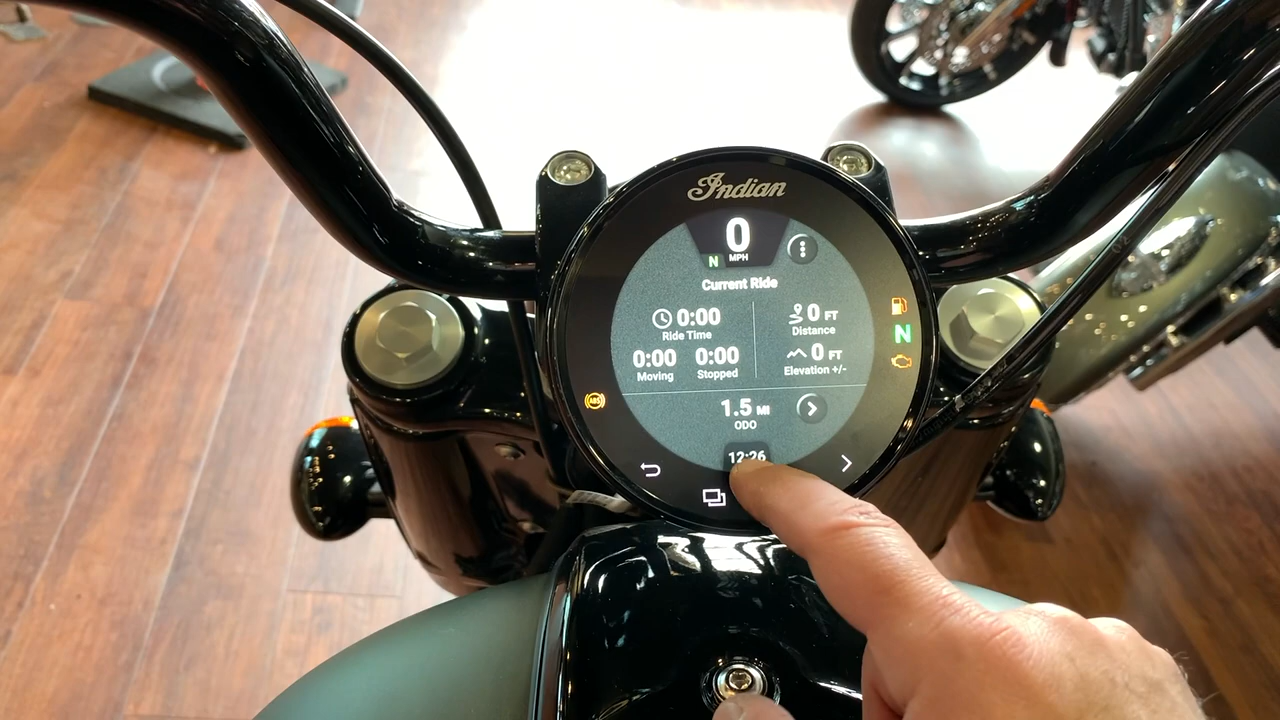 Indian
0
N MPH
Current Ride
0:00
Ride Time
0 FT
Distance
N
0:00 0:00
Moving Stopped
0 FT
Elevation +/-
ABS
1.5 MI
ODO
12:26